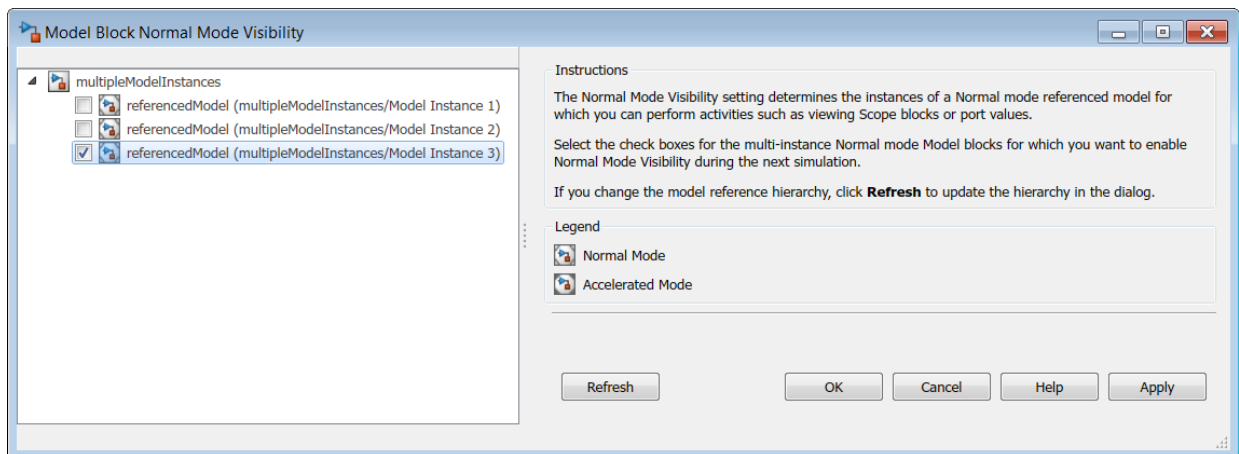 Model Block Normal Mode Visibility
multipleModelInstances
referencedModel (multipleModelInstances/Model Instance 1)
referencedModel (multipleModelInstances/Model Instance 2)
referencedModel (multipleModelInstances/Model Instance 3)
Instructions
The Normal Mode Visibility setting determines the instances of a Normal mode referenced model for
which you can perform activities such as viewing Scope blocks or port values.
Select the check boxes for the multi-instance Normal mode Model blocks for which you want to enable
Normal Mode Visibility during the next simulation.
If you change the model reference hierarchy, click Refresh to update the hierarchy in the dialog.
Legend
Normal Mode
Accelerated Mode
Refresh OK Cancel Help Apply